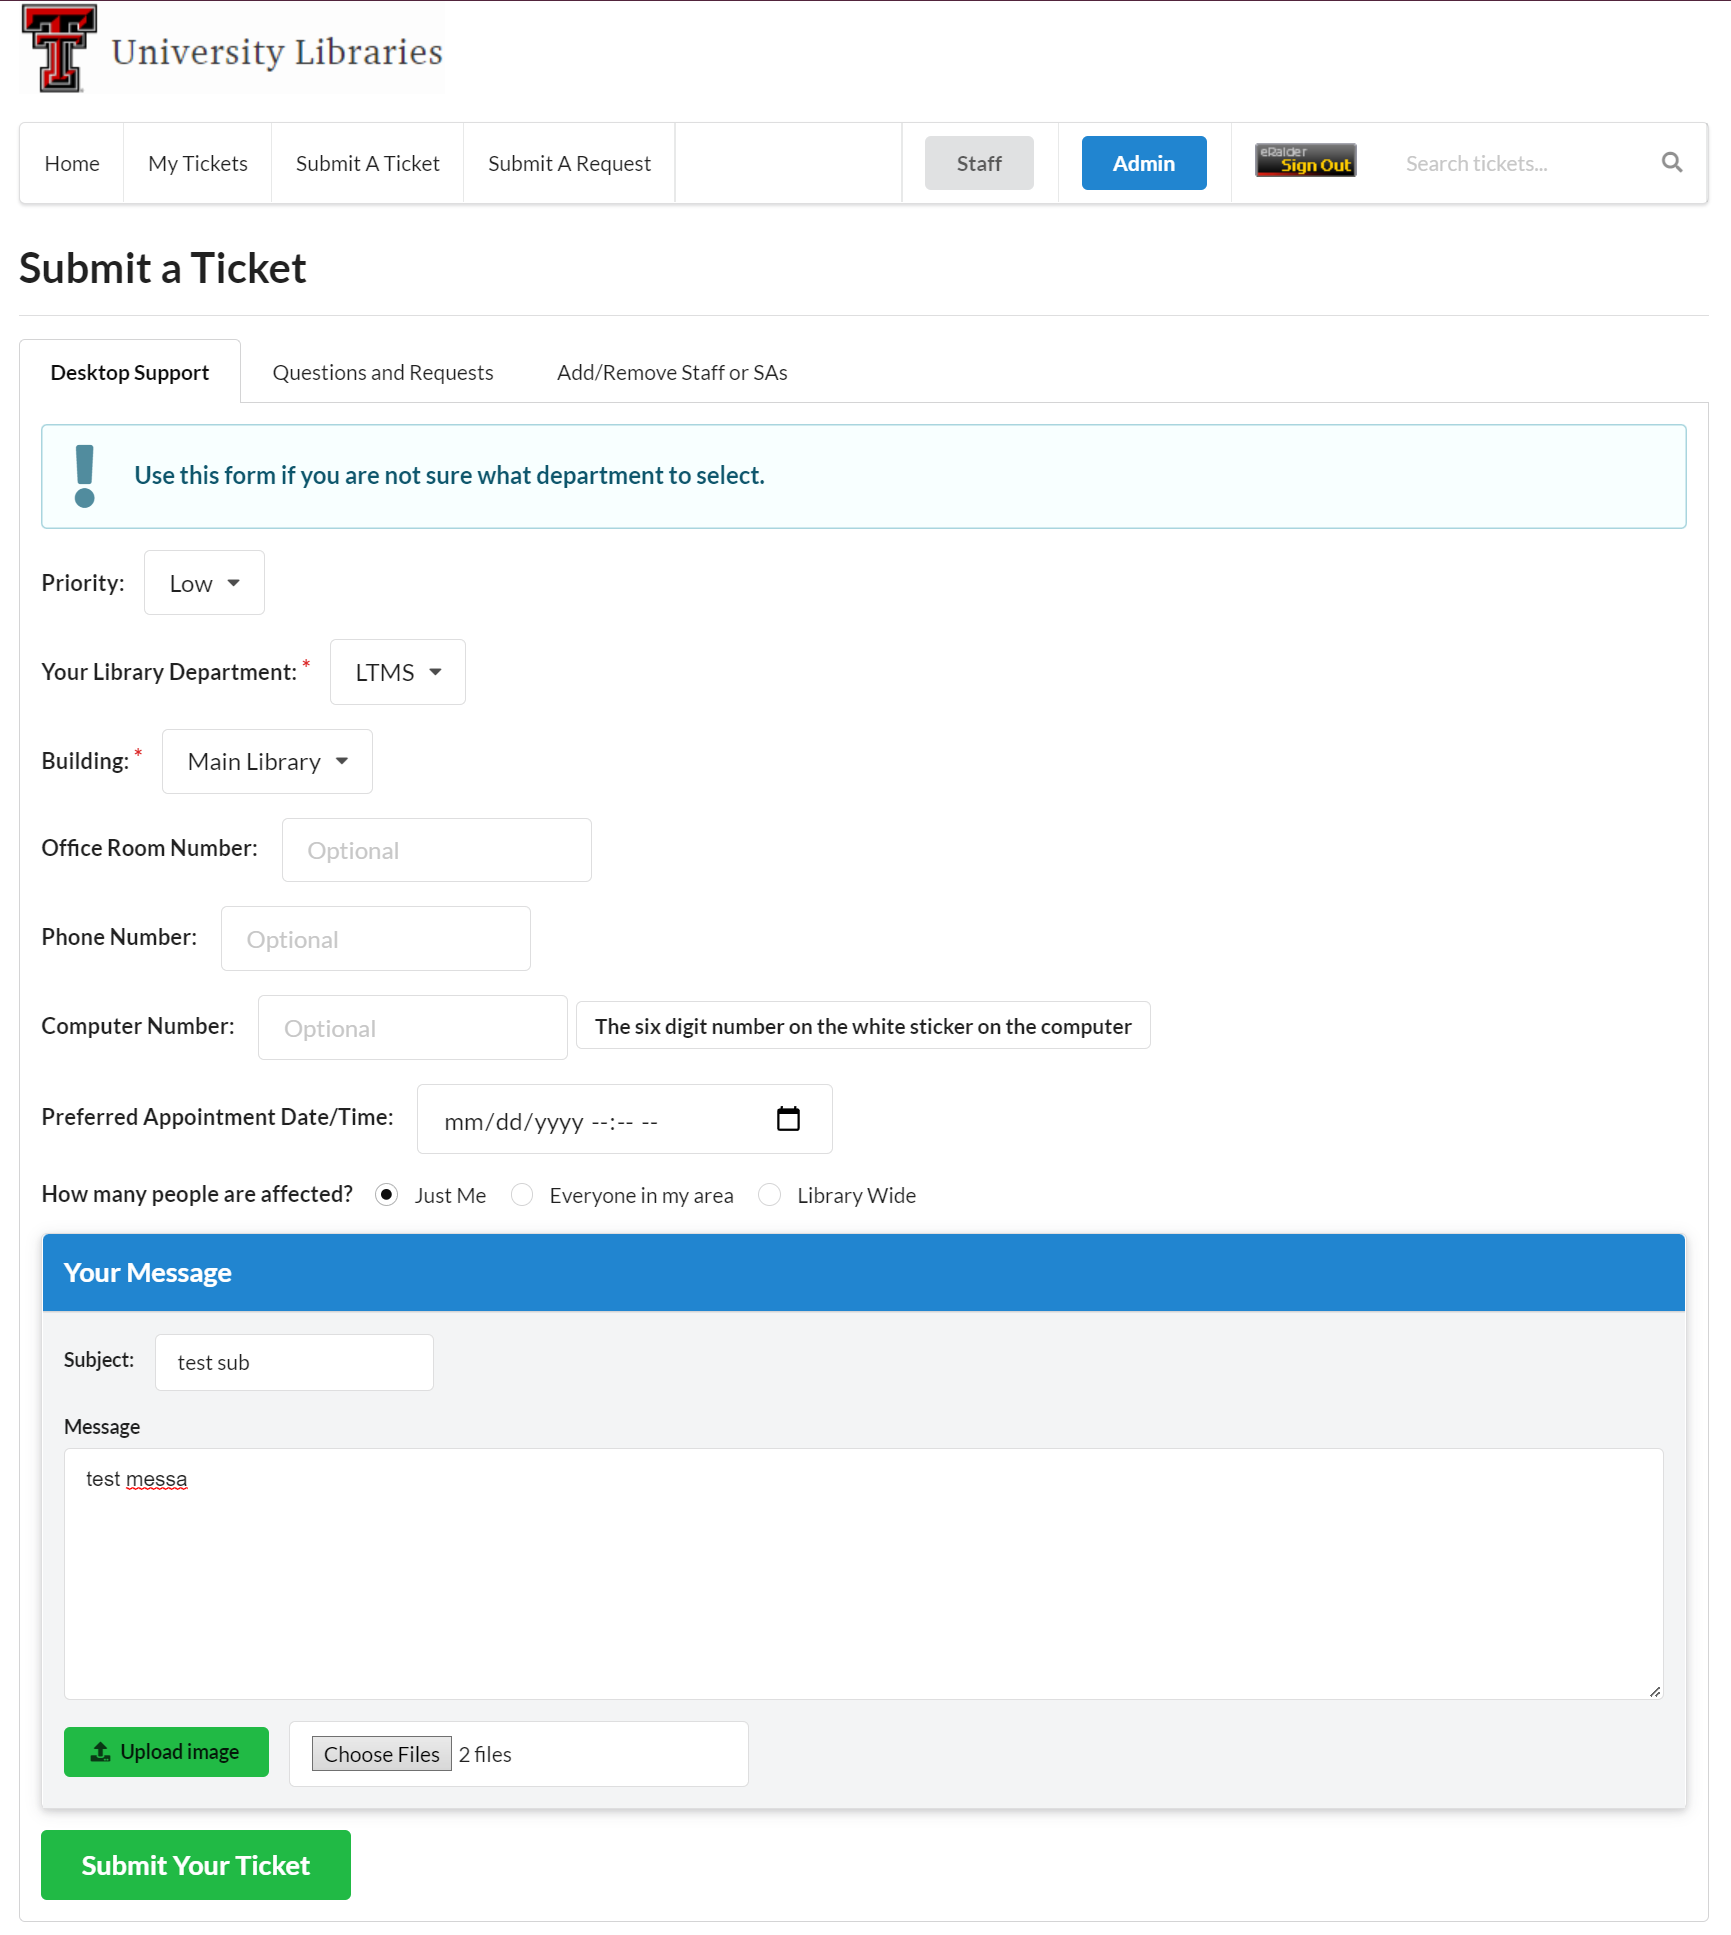 University Libraries
Home My Tickets Submit A Ticket Submit A Request Staff Admin eRaider Sign Out Search tickets...
Submit a Ticket
Desktop Support Questions and Requests Add/Remove Staff or SAs
Use this form if you are not sure what department to select.
Priority: Low
Your Library Department: * LTMS
Building: * Main Library
Office Room Number: Optional
Phone Number: Optional
Computer Number: Optional The six digit number on the white sticker on the computer
Preferred Appointment Date/Time: mm/dd/yyyy --:-- --
How many people are affected? Just Me Everyone in my area Library Wide
Your Message
Subject: test sub
Message
test messa
Upload image Choose Files 2 files
Submit Your Ticket